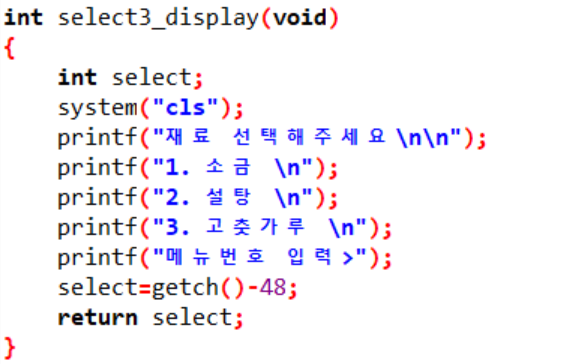 int select3_display(void)
{
    int select;
    system("cls");
    printf("재료 선택해주세요\n\n");
    printf("1. 소금 \n");
    printf("2. 설탕 \n");
    printf("3. 고춧가루 \n");
    printf("메뉴번호 입력>");
    select=getch()-48;
    return select;
}